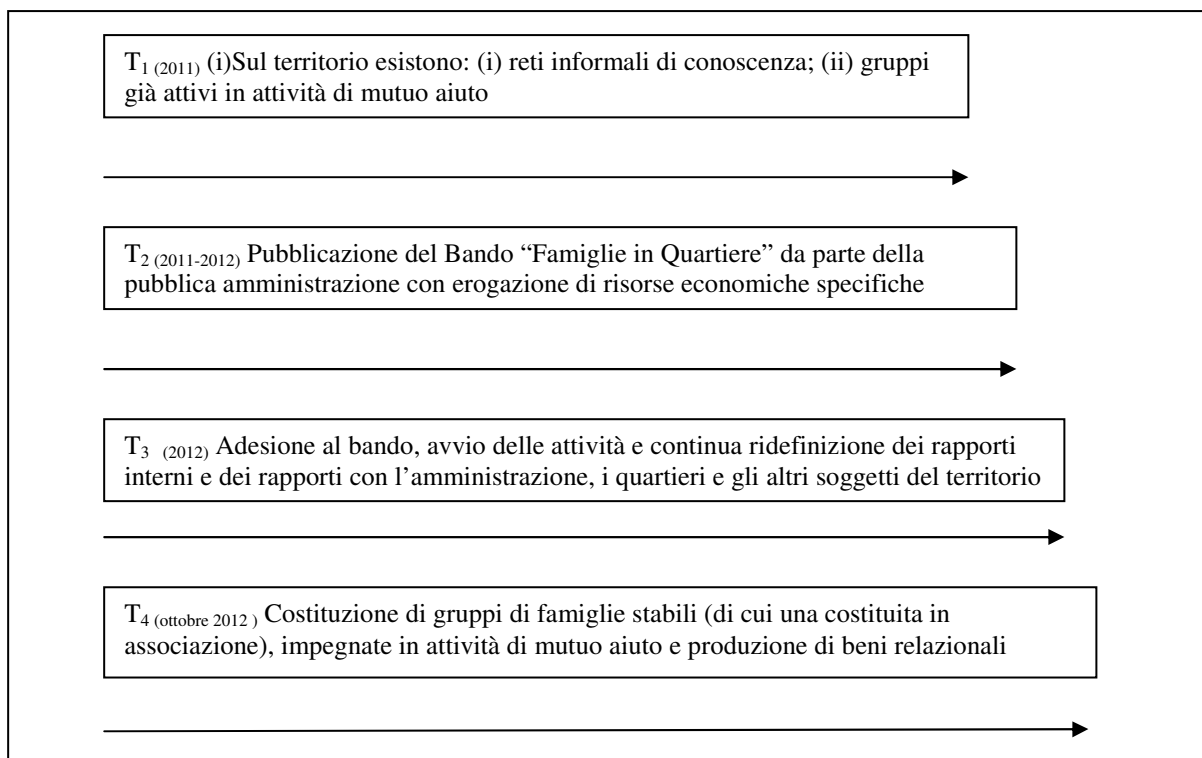 T1 (2011) (i)Sul territorio esistono: (i) reti informali di conoscenza; (ii) gruppi
già attivi in attività di mutuo aiuto
T2 (2011-2012) Pubblicazione del Bando “Famiglie in Quartiere” da parte della
pubblica amministrazione con erogazione di risorse economiche specifiche
T3 (2012) Adesione al bando, avvio delle attività e continua ridefinizione dei rapporti
interni e dei rapporti con l’amministrazione, i quartieri e gli altri soggetti del territorio
T4 (ottobre 2012 ) Costituzione di gruppi di famiglie stabili (di cui una costituita in
associazione), impegnate in attività di mutuo aiuto e produzione di beni relazionali